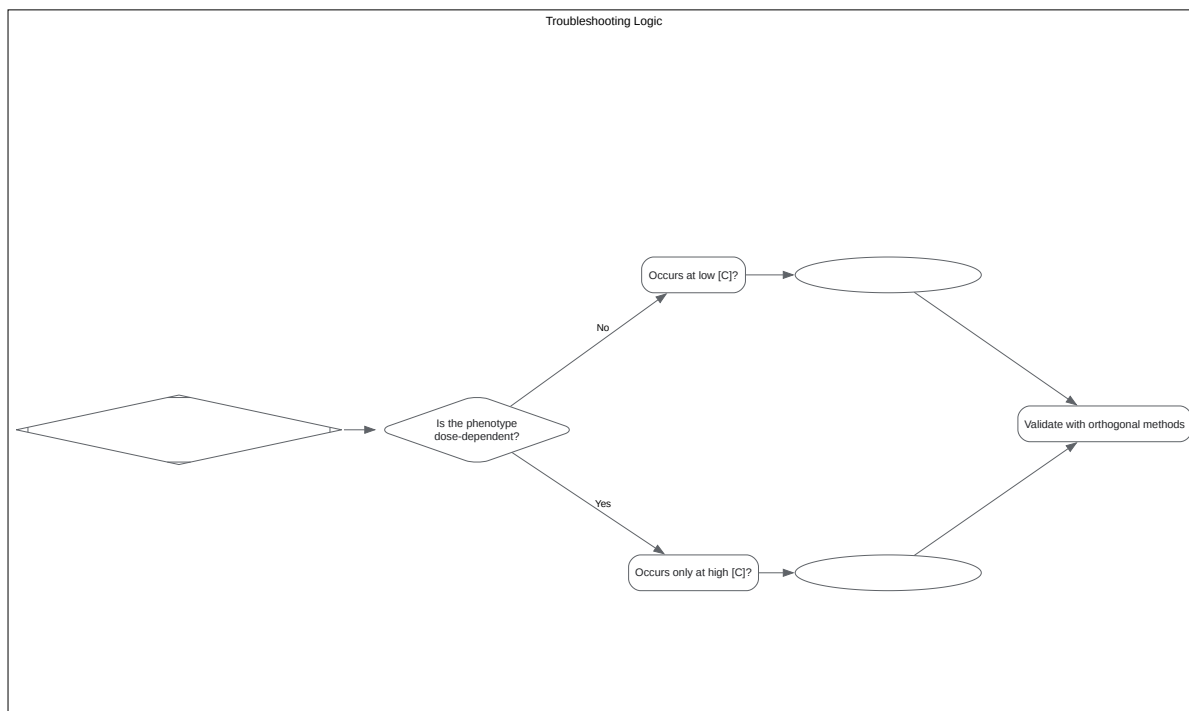 Troubleshooting Logic
Occurs at low [C]?
No
Is the phenotype
dose-dependent?
Validate with orthogonal methods
Yes
Occurs only at high [C]?